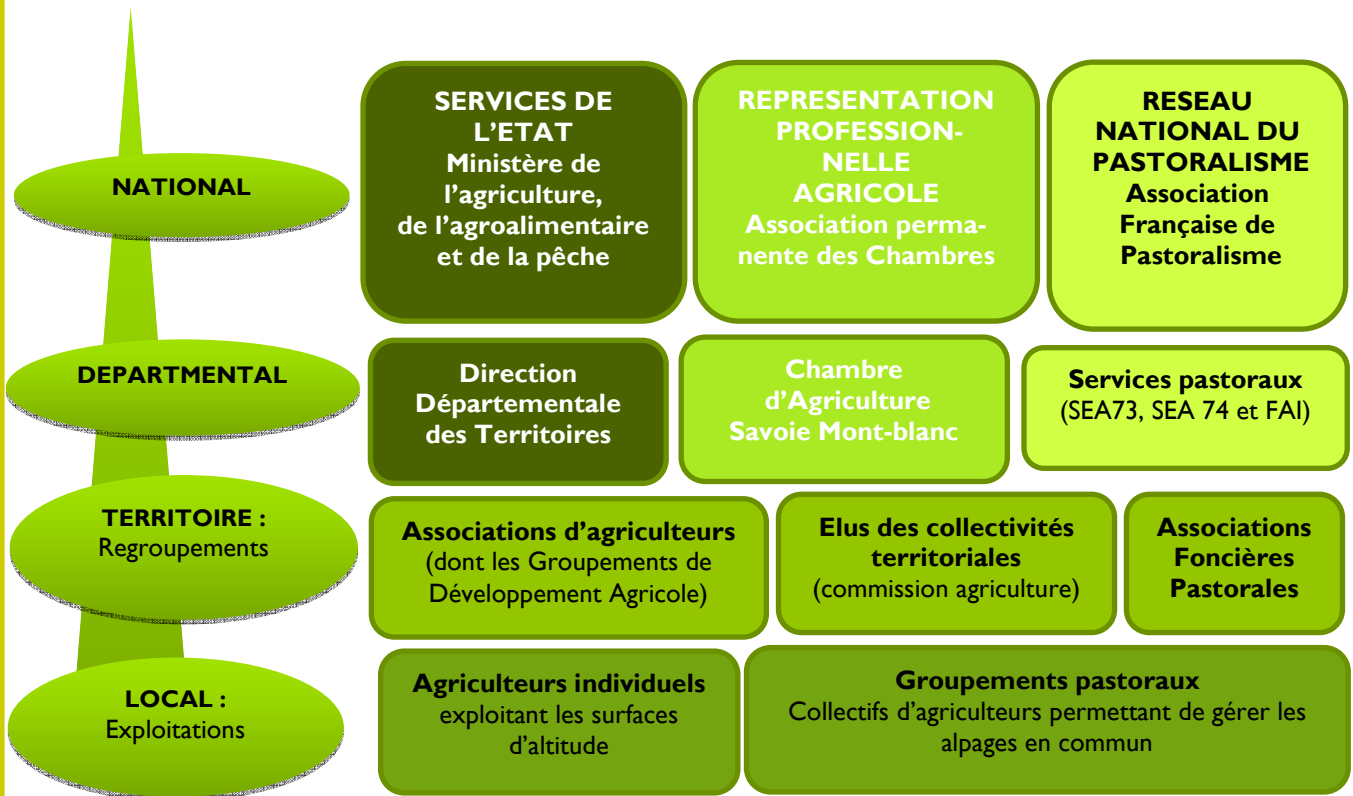 NATIONAL
SERVICES DE
L'ETAT
Ministère de
l'agriculture,
de l'agroalimentaire
et de la pêche
REPRESENTATION
PROFESSION-
NELLE
AGRICOLE
Association perma-
nente des Chambres
RESEAU
NATIONAL DU
PASTORALISME
Association
Française de
Pastoralisme
DEPARTMENTAL
Direction
Départementale
des Territoires
Chambre
d'Agriculture
Savoie Mont-blanc
Services pastoraux
(SEA73, SEA 74 et FAI)
TERRITOIRE :
Regroupements
Associations d'agriculteurs
(dont les Groupements de
Développement Agricole)
Elus des collectivités
territoriales
(commission agriculture)
Associations
Foncières
Pastorales
LOCAL :
Exploitations
Agriculteurs individuels
exploitant les surfaces
d'altitude
Groupements pastoraux
Collectifs d'agriculteurs permettant de gérer les
alpages en commun